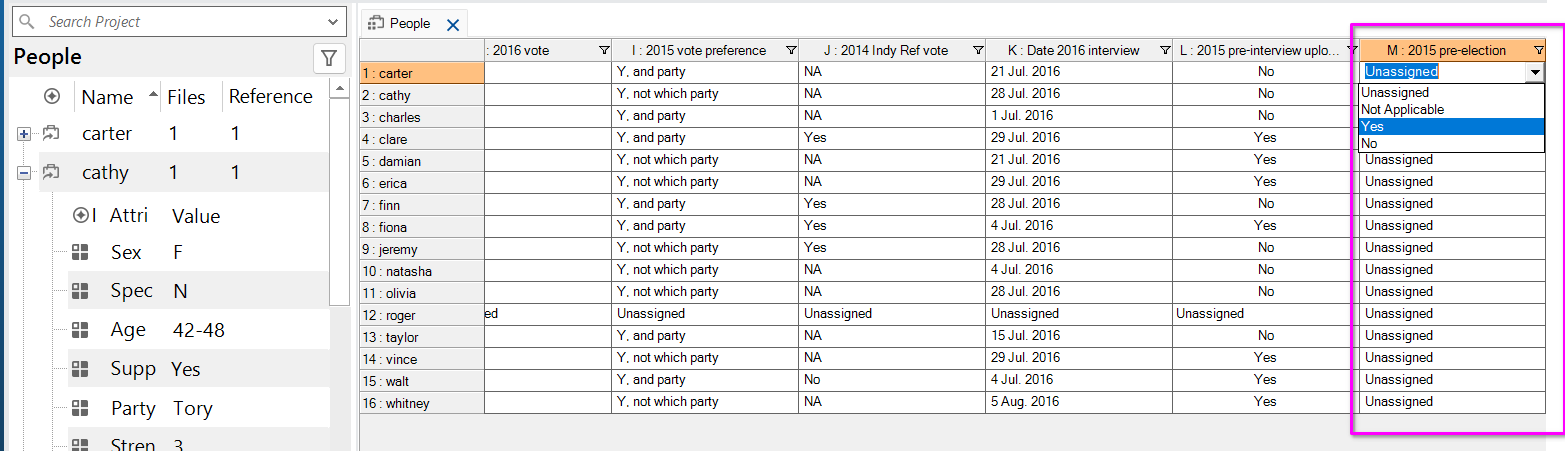 Search Project
People
Name Files Reference
carter 1 1
cathy 1 1
Attri Value
Sex F
Spec N
Age 42-48
Supp Yes
Party Tory
Stren 3
People
: 2016 vote I : 2015 vote preference J : 2014 Indy Ref vote K : Date 2016 interview L : 2015 pre-interview uplo... M : 2015 pre-election
1 : carter Y, and party NA 21 Jul. 2016 No Unassigned
2 : cathy Y, not which party NA 28 Jul. 2016 No Unassigned
3 : charles Y, and party NA 1 Jul. 2016 No Not Applicable
4 : clare Y, and party Yes 29 Jul. 2016 Yes Yes
No
5 : damian Y, not which party NA 21 Jul. 2016 Yes Unassigned
6 : erica Y, not which party NA 29 Jul. 2016 Yes Unassigned
7 : finn Y, and party Yes 28 Jul. 2016 No Unassigned
8 : fiona Y, and party Yes 4 Jul. 2016 Yes Unassigned
9 : jeremy Y, not which party Yes 28 Jul. 2016 No Unassigned
10 : natasha Y, not which party NA 4 Jul. 2016 No Unassigned
11 : olivia Y, not which party NA 28 Jul. 2016 No Unassigned
12 : roger ed Unassigned Unassigned Unassigned Unassigned Unassigned
13 : taylor Y, and party NA 15 Jul. 2016 No Unassigned
14 : vince Y, not which party NA 29 Jul. 2016 Yes Unassigned
15 : walt Y, and party No 4 Jul. 2016 Yes Unassigned
16 : whitney Y, not which party NA 5 Aug. 2016 Yes Unassigned